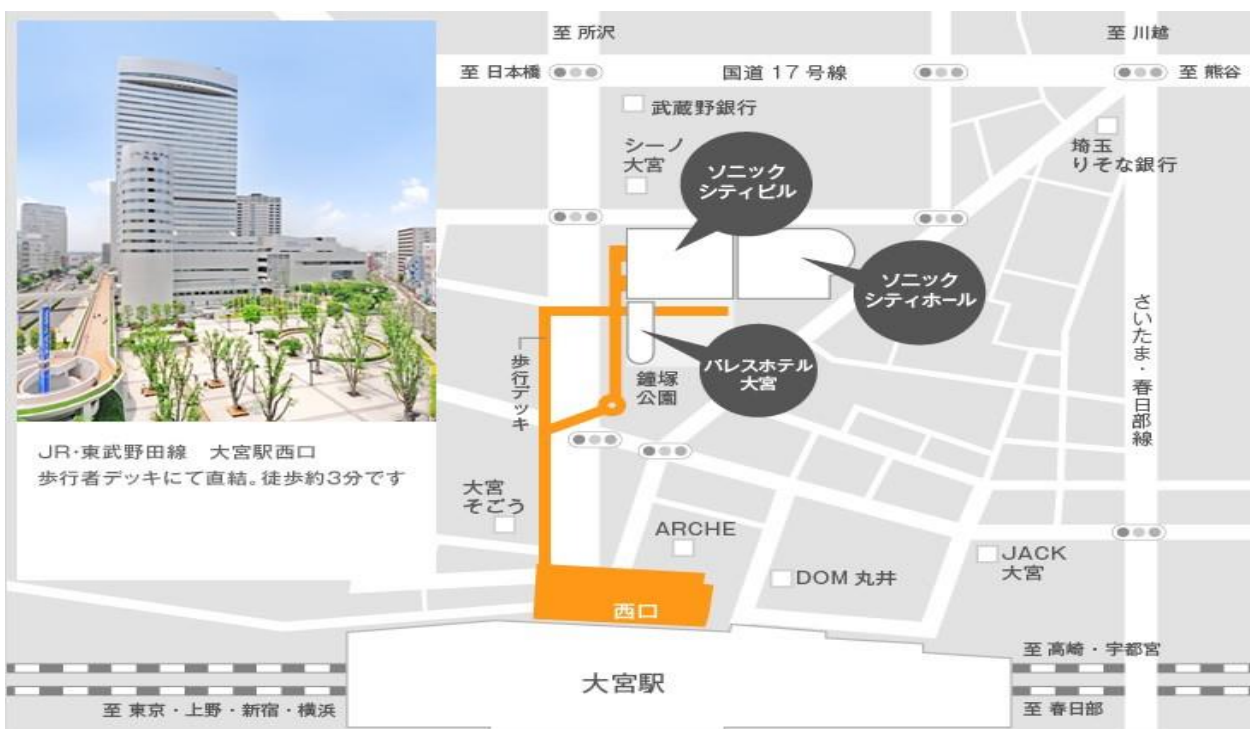 至 所沢
至 川越
至 日本橋
国道 17 号線
至 熊谷
武蔵野銀行
シーノ
大宮
ソニック
シティビル
埼玉
りそな銀行
ソニック
シティホール
さいたま・春日部線
歩行デッキ
パレスホテル
大宮
鐘塚
公園
JR・東武野田線 大宮駅西口
歩行者デッキにて直結。徒歩約3分です
大宮
そごう
ARCHE
DOM 丸井
JACK
大宮
西口
大宮駅
至 高崎・宇都宮
至 東京・上野・新宿・横浜
至 春日部